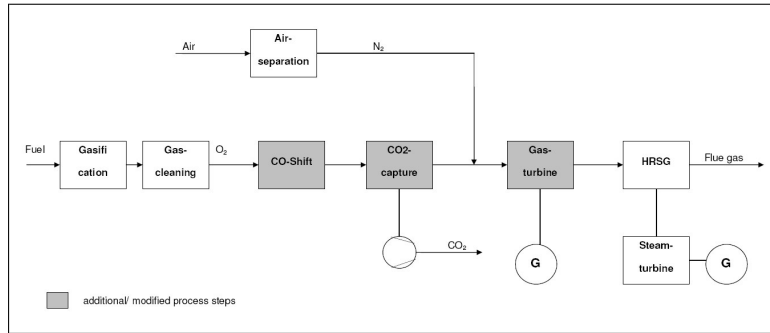 Air
Air-
separation
N2
Fuel
Gasifi
cation
Gas-
cleaning
O2
CO-Shift
CO2-
capture
Gas-
turbine
HRSG
Flue gas
CO2
G
Steam-
turbine
G
additional/ modified process steps